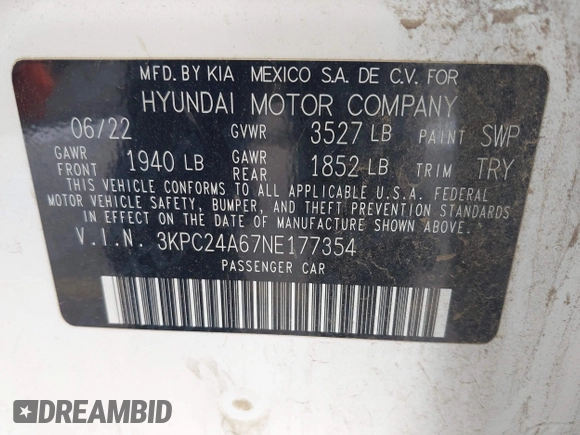 MFD. BY KIA MEXICO S.A. DE C.V. FOR
HYUNDAI MOTOR COMPANY
06/22 GVWR 3527 LB PAINT SWP
GAWR FRONT 1940 LB GAWR REAR 1852 LB TRIM TRY
THIS VEHICLE CONFORMS TO ALL APPLICABLE U.S.A. FEDERAL
MOTOR VEHICLE SAFETY, BUMPER, AND THEFT PREVENTION STANDARDS
IN EFFECT ON THE DATE OF MANUFACTURE SHOWN ABOVE.
V.I.N. 3KPC24A67NE177354
PASSENGER CAR
DREAMBID